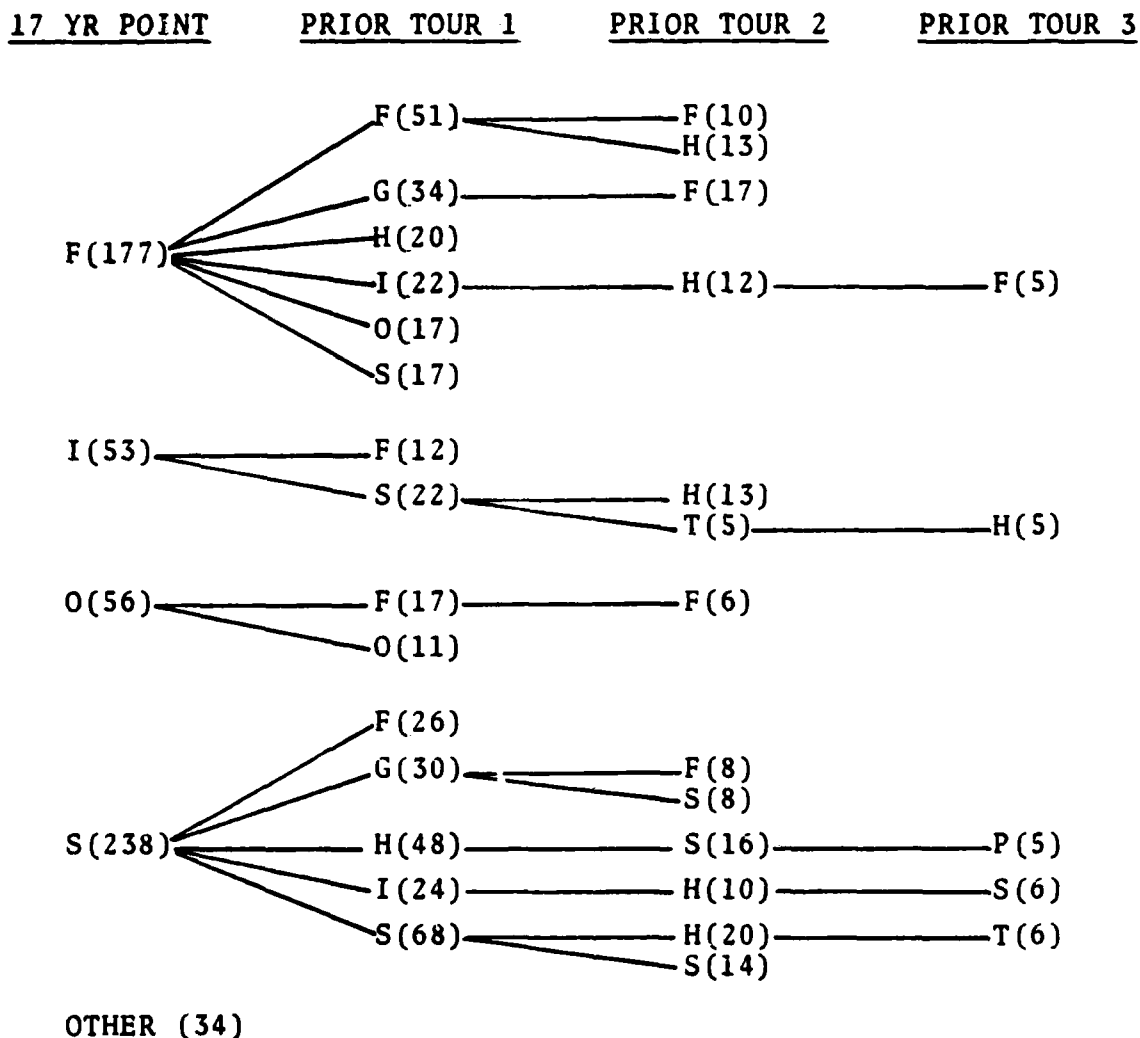 17 YR POINT PRIOR TOUR 1 PRIOR TOUR 2 PRIOR TOUR 3
F(51) F(10)
H(13)
G(34) F(17)
H(20)
F(177)
I(22) H(12) F(5)
O(17)
S(17)
I(53) F(12)
S(22) H(13)
T(5) H(5)
O(56) F(17) F(6)
O(11)
F(26)
G(30) F(8)
S(8)
S(238) H(48) S(16) P(5)
I(24) H(10) S(6)
S(68) H(20) T(6)
S(14)
OTHER (34)